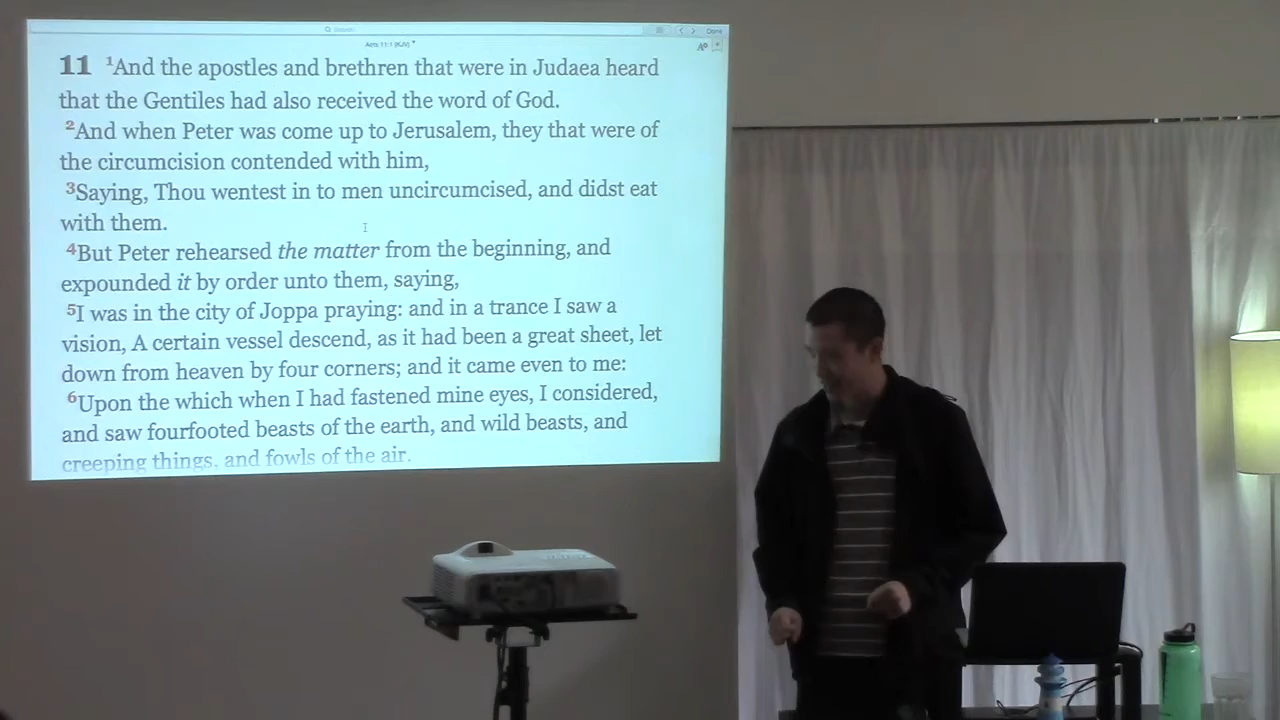 Search
Done
Acts 11:1 (KJV)
11 ¹And the apostles and brethren that were in Judaea heard
that the Gentiles had also received the word of God.
²And when Peter was come up to Jerusalem, they that were of
the circumcision contended with him,
³Saying, Thou wentest in to men uncircumcised, and didst eat
with them.
⁴But Peter rehearsed the matter from the beginning, and
expounded it by order unto them, saying,
⁵I was in the city of Joppa praying: and in a trance I saw a
vision, A certain vessel descend, as it had been a great sheet, let
down from heaven by four corners; and it came even to me:
⁶Upon the which when I had fastened mine eyes, I considered,
and saw fourfooted beasts of the earth, and wild beasts, and
creeping things, and fowls of the air.